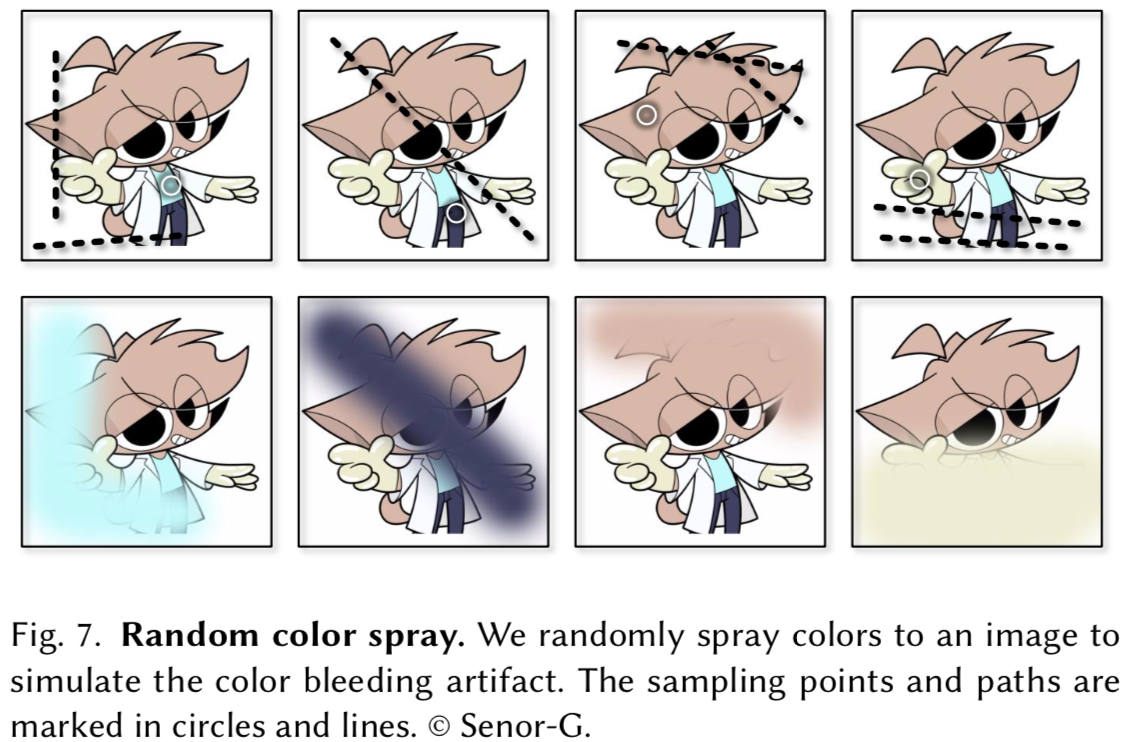 Fig. 7. Random color spray. We randomly spray colors to an image to
simulate the color bleeding artifact. The sampling points and paths are
marked in circles and lines. © Senor-G.